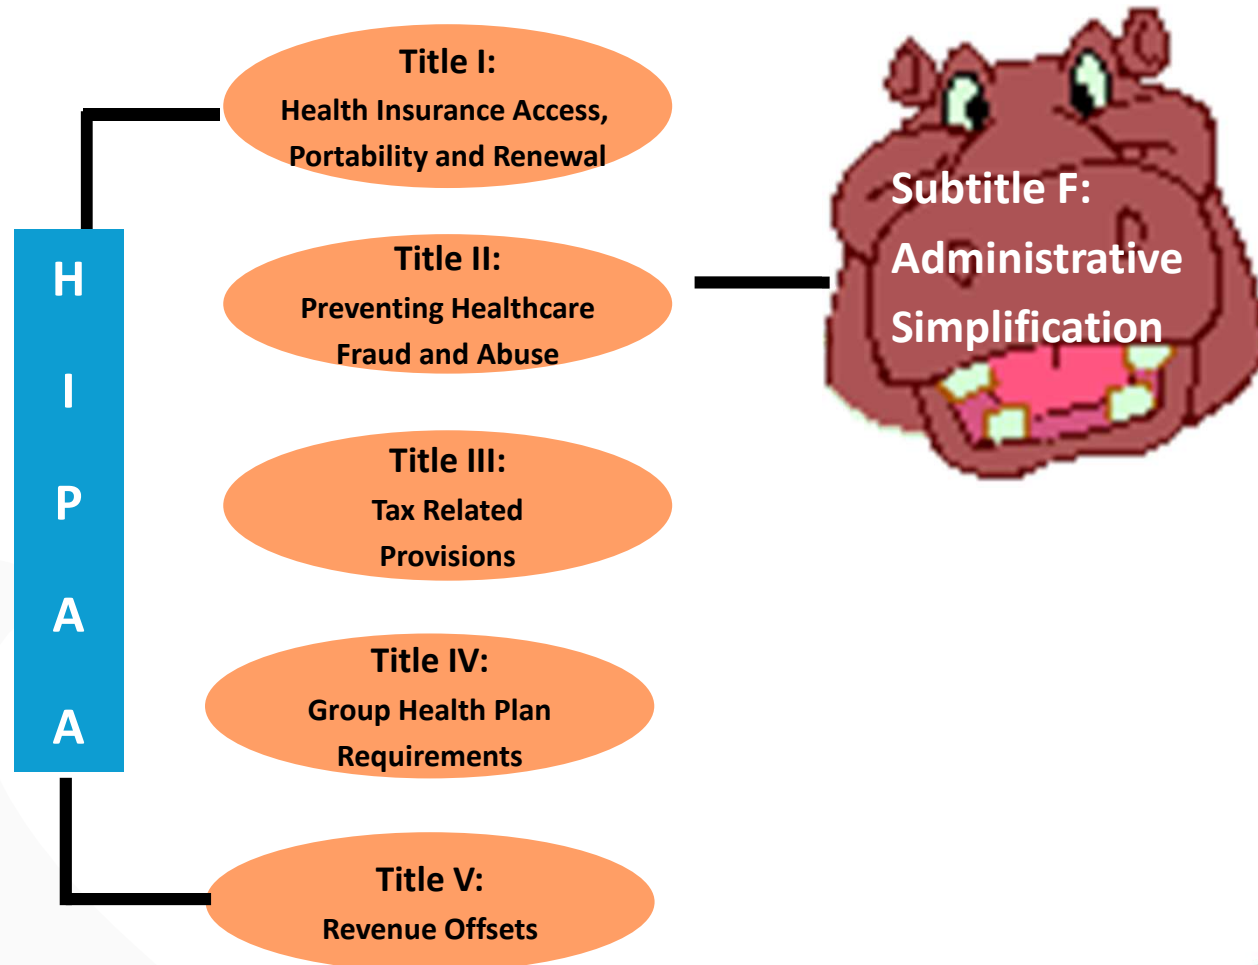 H
I
P
A
A
Title I:
Health Insurance Access,
Portability and Renewal
Title II:
Preventing Healthcare
Fraud and Abuse
Subtitle F:
Administrative
Simplification
Title III:
Tax Related
Provisions
Title IV:
Group Health Plan
Requirements
Title V:
Revenue Offsets